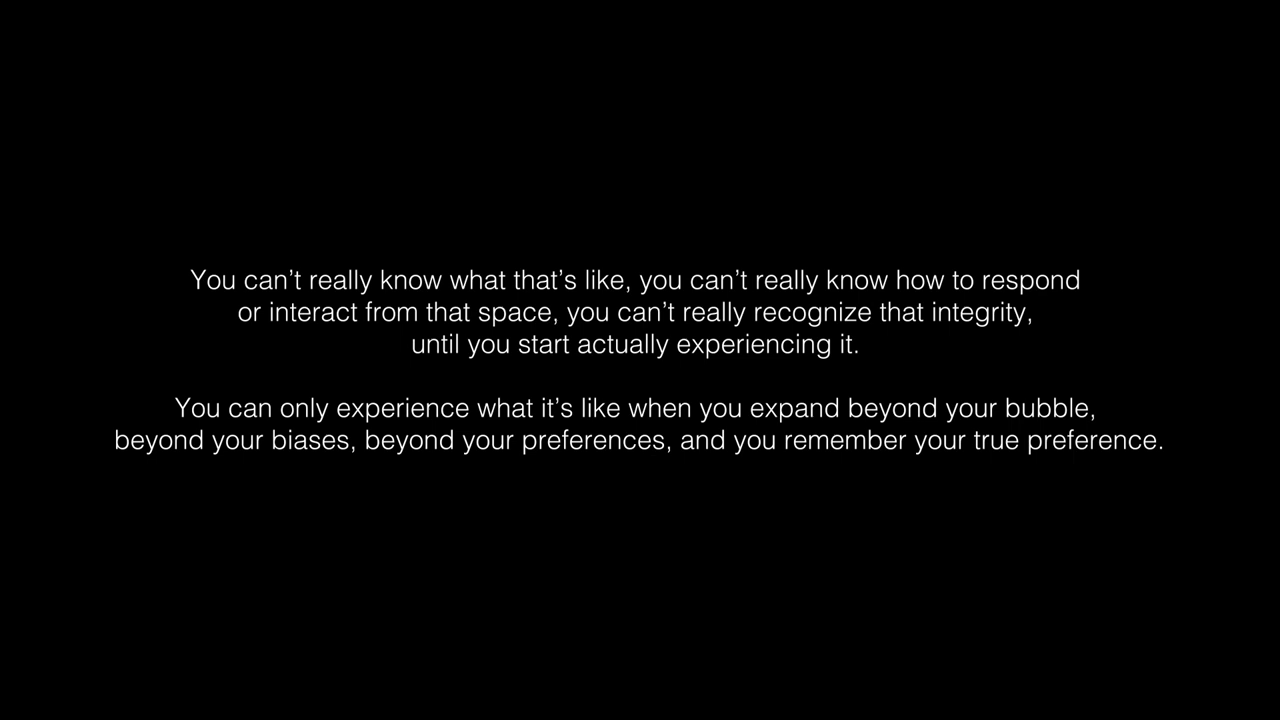 You can’t really know what that’s like, you can’t really know how to respond
or interact from that space, you can’t really recognize that integrity,
until you start actually experiencing it.
You can only experience what it’s like when you expand beyond your bubble,
beyond your biases, beyond your preferences, and you remember your true preference.